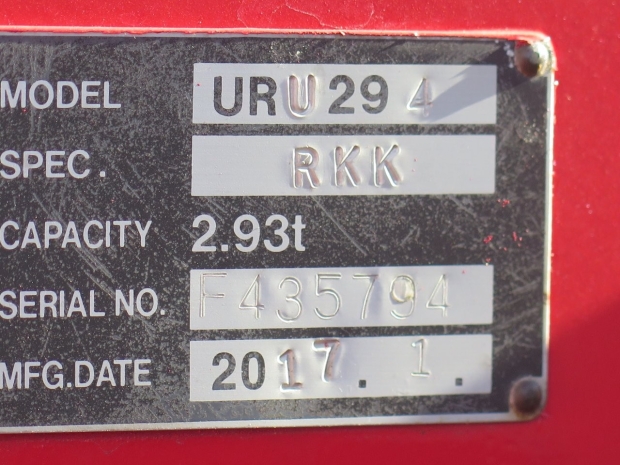 MODEL URU294
SPEC. RKK
CAPACITY 2.93t
SERIAL NO. F435794
MFG.DATE 2017.1.